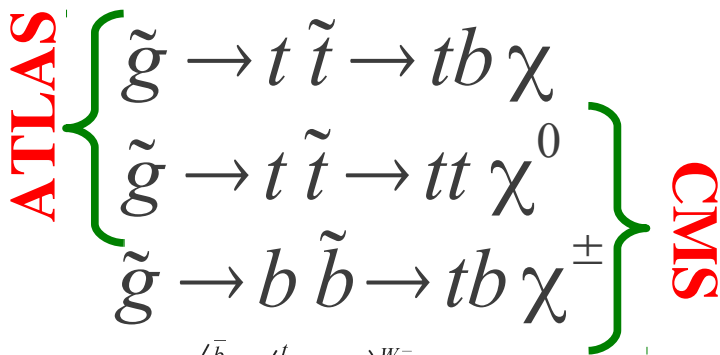 ATLAS
g̃ → t t̃ → tb χ
g̃ → t t̃ → tt χ⁰
g̃ → b b̃ → tb χ±
CMS